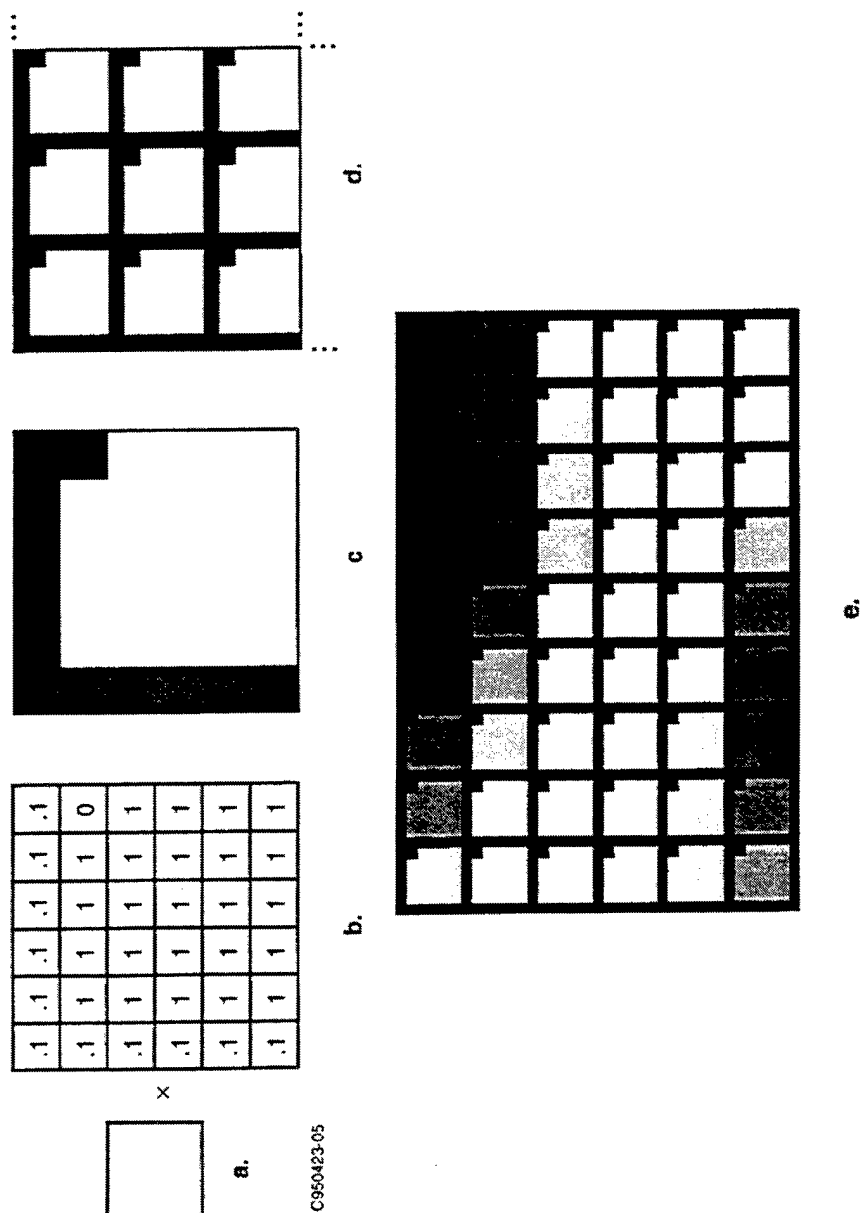 .1 .1 .1 .1 .1 .1
.1 1 1 1 1 0
.1 1 1 1 1 1
.1 1 1 1 1 1
.1 1 1 1 1 1
.1 1 1 1 1 1
×
a.
b.
c
d.
C950423-05
e.